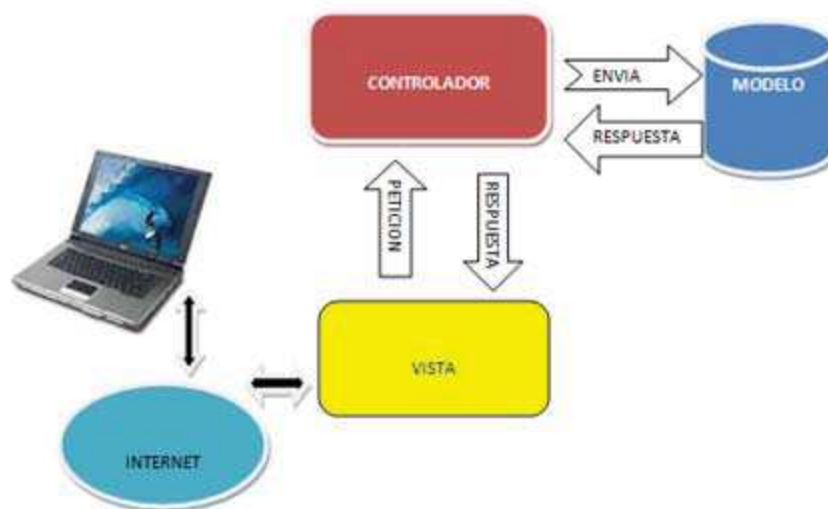 CONTROLADOR
ENVIA
MODELO
RESPUESTA
PETICION
RESPUESTA
VISTA
INTERNET